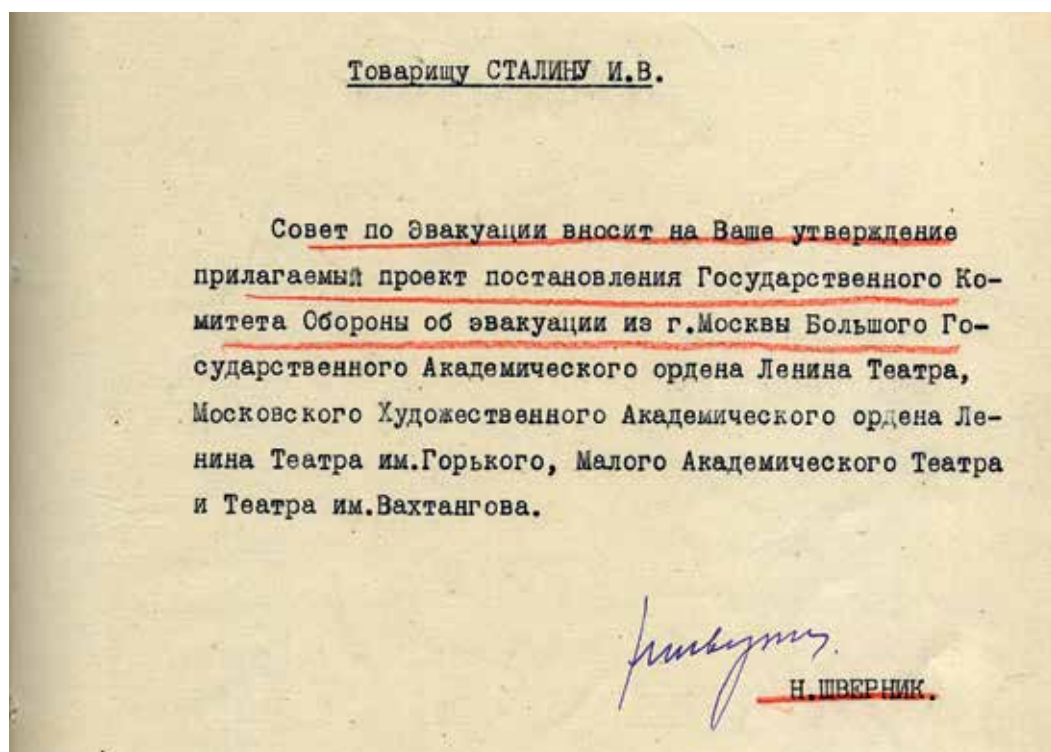 Товарищу СТАЛИНУ И.В.
Совет по Эвакуации вносит на Ваше утверждение
прилагаемый проект постановления Государственного Ко-
митета Обороны об эвакуации из г.Москвы Большого Го-
сударственного Академического ордена Ленина Театра,
Московского Художественного Академического ордена Ле-
нина Театра им.Горького, Малого Академического Театра
и Театра им.Вахтангова.
Н.ШВЕРНИК.